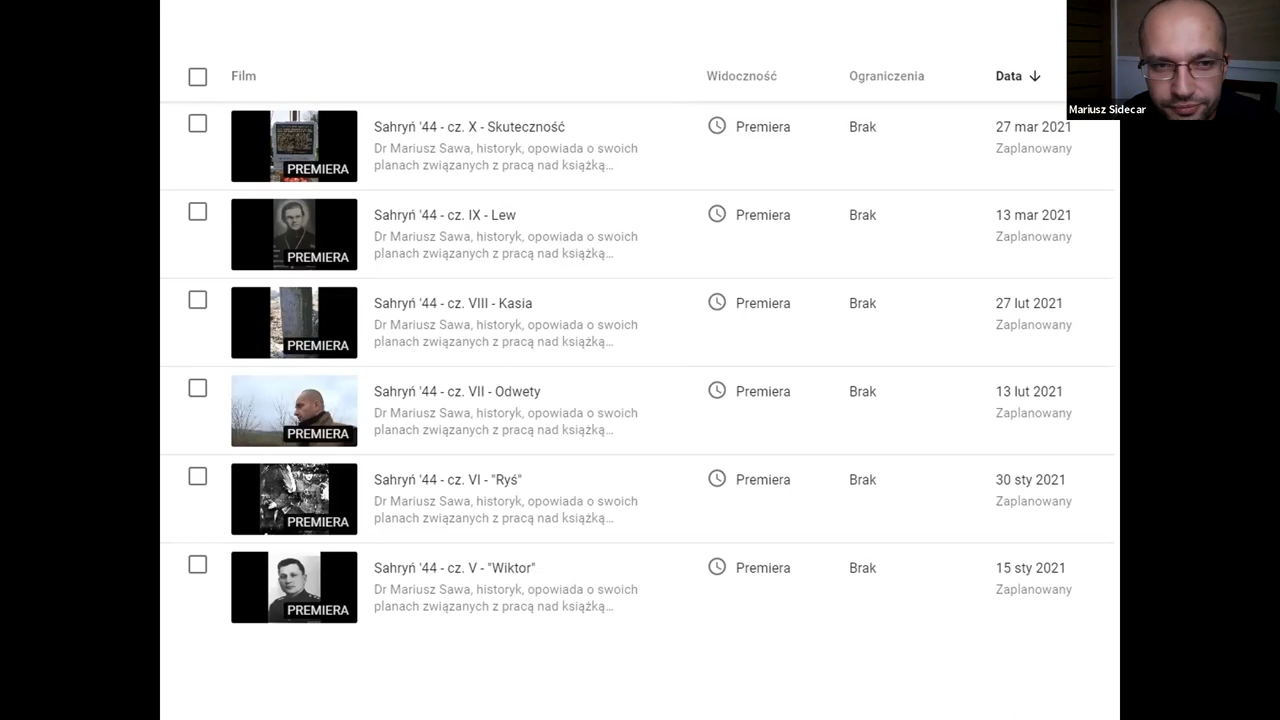 Film Widoczność Ograniczenia Data
Mariusz Sidecar
PREMIERA
Sahryń '44 - cz. X - Skuteczność
Dr Mariusz Sawa, historyk, opowiada o swoich
planach związanych z pracą nad książką...
Premiera Brak 27 mar 2021
Zaplanowany
PREMIERA
Sahryń '44 - cz. IX - Lew
Dr Mariusz Sawa, historyk, opowiada o swoich
planach związanych z pracą nad książką...
Premiera Brak 13 mar 2021
Zaplanowany
PREMIERA
Sahryń '44 - cz. VIII - Kasia
Dr Mariusz Sawa, historyk, opowiada o swoich
planach związanych z pracą nad książką...
Premiera Brak 27 lut 2021
Zaplanowany
PREMIERA
Sahryń '44 - cz. VII - Odwety
Dr Mariusz Sawa, historyk, opowiada o swoich
planach związanych z pracą nad książką...
Premiera Brak 13 lut 2021
Zaplanowany
PREMIERA
Sahryń '44 - cz. VI - "Ryś"
Dr Mariusz Sawa, historyk, opowiada o swoich
planach związanych z pracą nad książką...
Premiera Brak 30 sty 2021
Zaplanowany
PREMIERA
Sahryń '44 - cz. V - "Wiktor"
Dr Mariusz Sawa, historyk, opowiada o swoich
planach związanych z pracą nad książką...
Premiera Brak 15 sty 2021
Zaplanowany